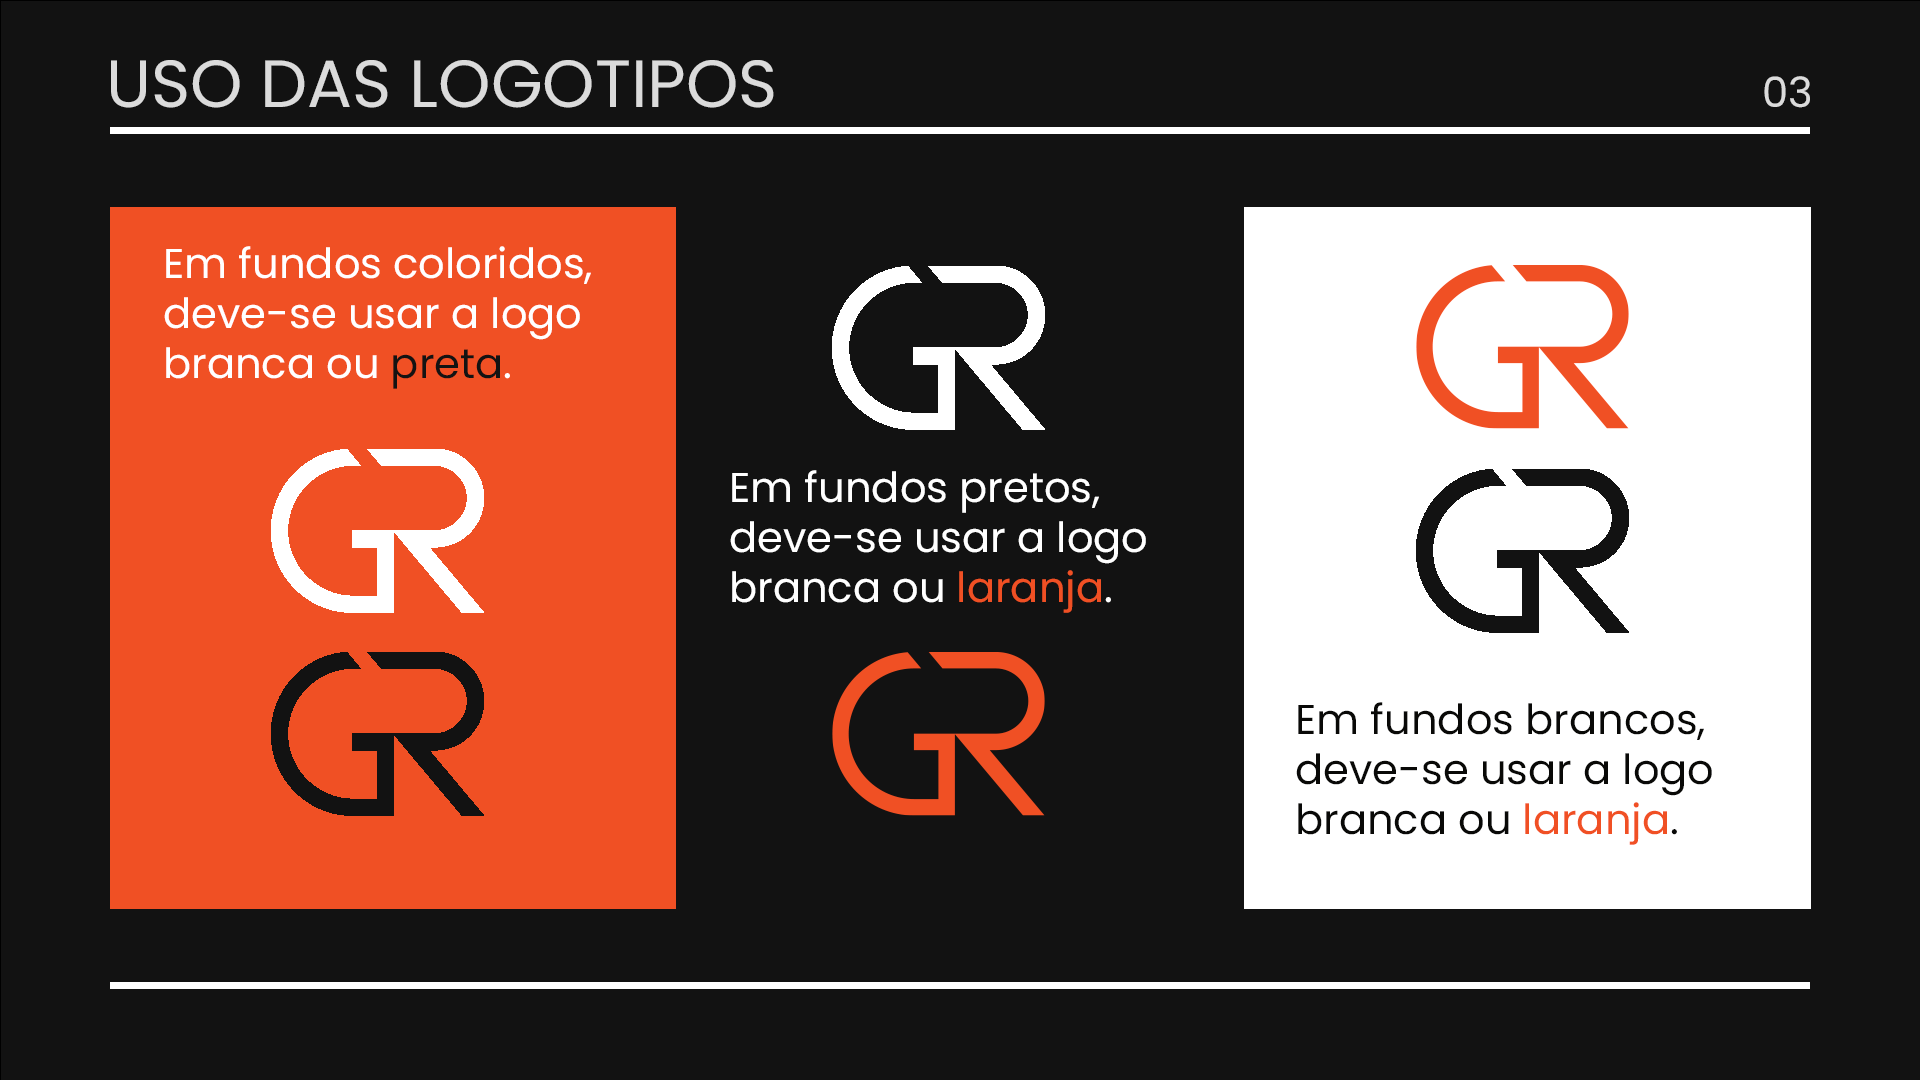 USO DAS LOGOTIPOS
03
Em fundos coloridos,
deve-se usar a logo
branca ou preta.
GR
GR
GR
Em fundos pretos,
deve-se usar a logo
branca ou laranja.
GR
GR
GR
Em fundos brancos,
deve-se usar a logo
branca ou laranja.